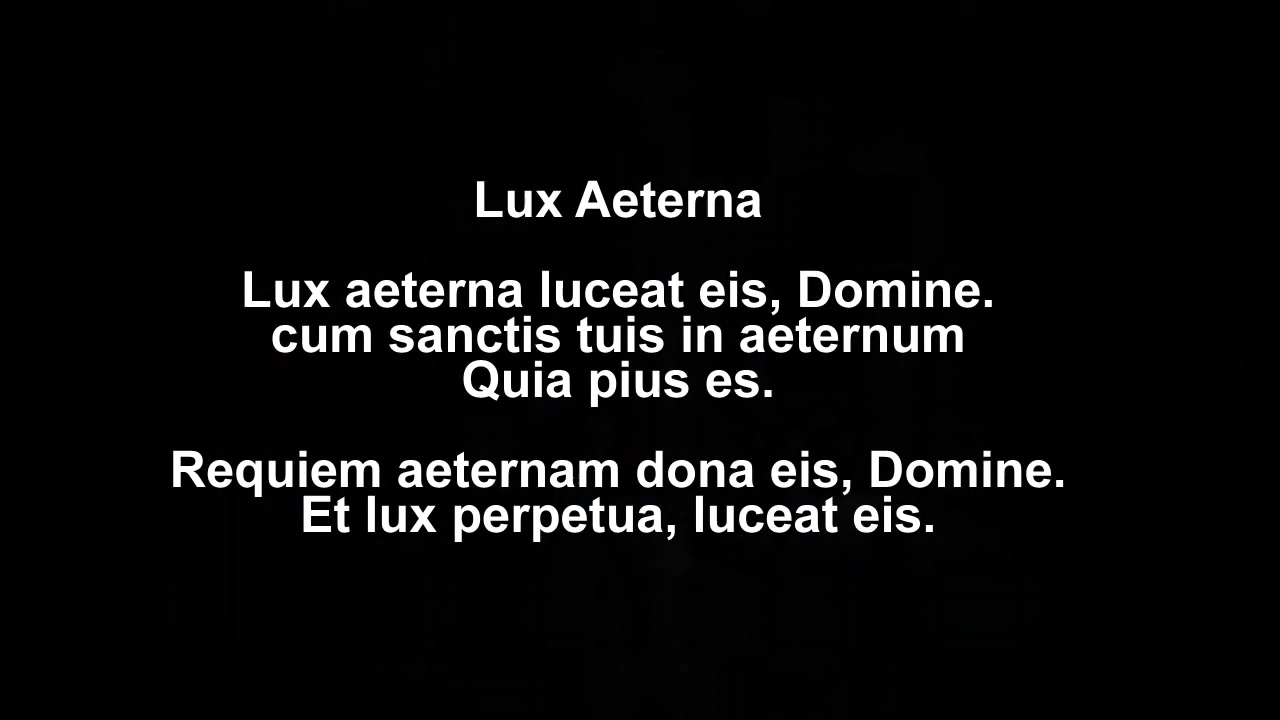 Lux Aeterna
Lux aeterna luceat eis, Domine.
cum sanctis tuis in aeternum
Quia pius es.
Requiem aeternam dona eis, Domine.
Et lux perpetua, luceat eis.